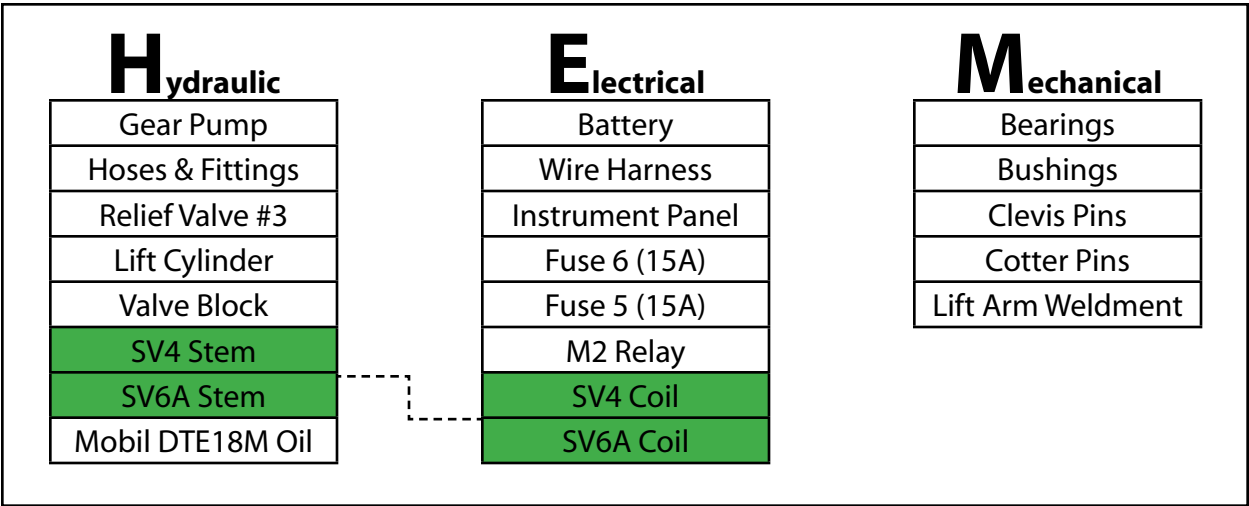 Hydraulic
Gear Pump
Hoses & Fittings
Relief Valve #3
Lift Cylinder
Valve Block
SV4 Stem
SV6A Stem
Mobil DTE18M Oil
Electrical
Battery
Wire Harness
Instrument Panel
Fuse 6 (15A)
Fuse 5 (15A)
M2 Relay
SV4 Coil
SV6A Coil
Mechanical
Bearings
Bushings
Clevis Pins
Cotter Pins
Lift Arm Weldment